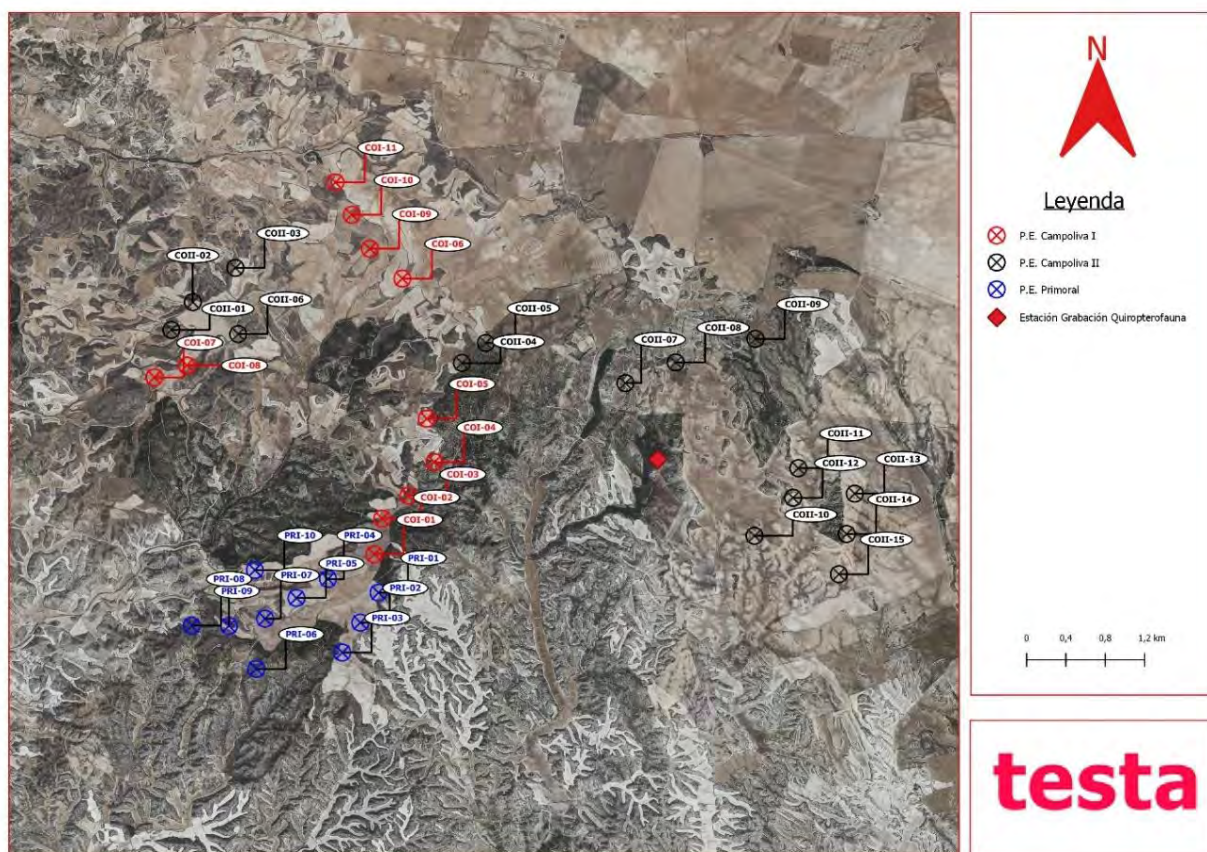 COI-11
COI-10
COI-09
COII-03
COI-06
COII-02
COII-01
COII-06
COII-05
COII-09
COII-08
COII-07
COII-04
COI-07
COI-08
COI-05
COI-04
COII-11
COII-13
COII-12
COI-03
COI-02
COII-14
COII-10
COI-01
PRI-10
PRI-04
COII-15
PRI-01
PRI-05
PRI-07
PRI-08
PRI-09
PRI-02
PRI-03
PRI-06
N
Leyenda
P.E. Campoliva I
P.E. Campoliva II
P.E. Primoral
Estación Grabación Quiropterofauna
0 0,4 0,8 1,2 km
testa